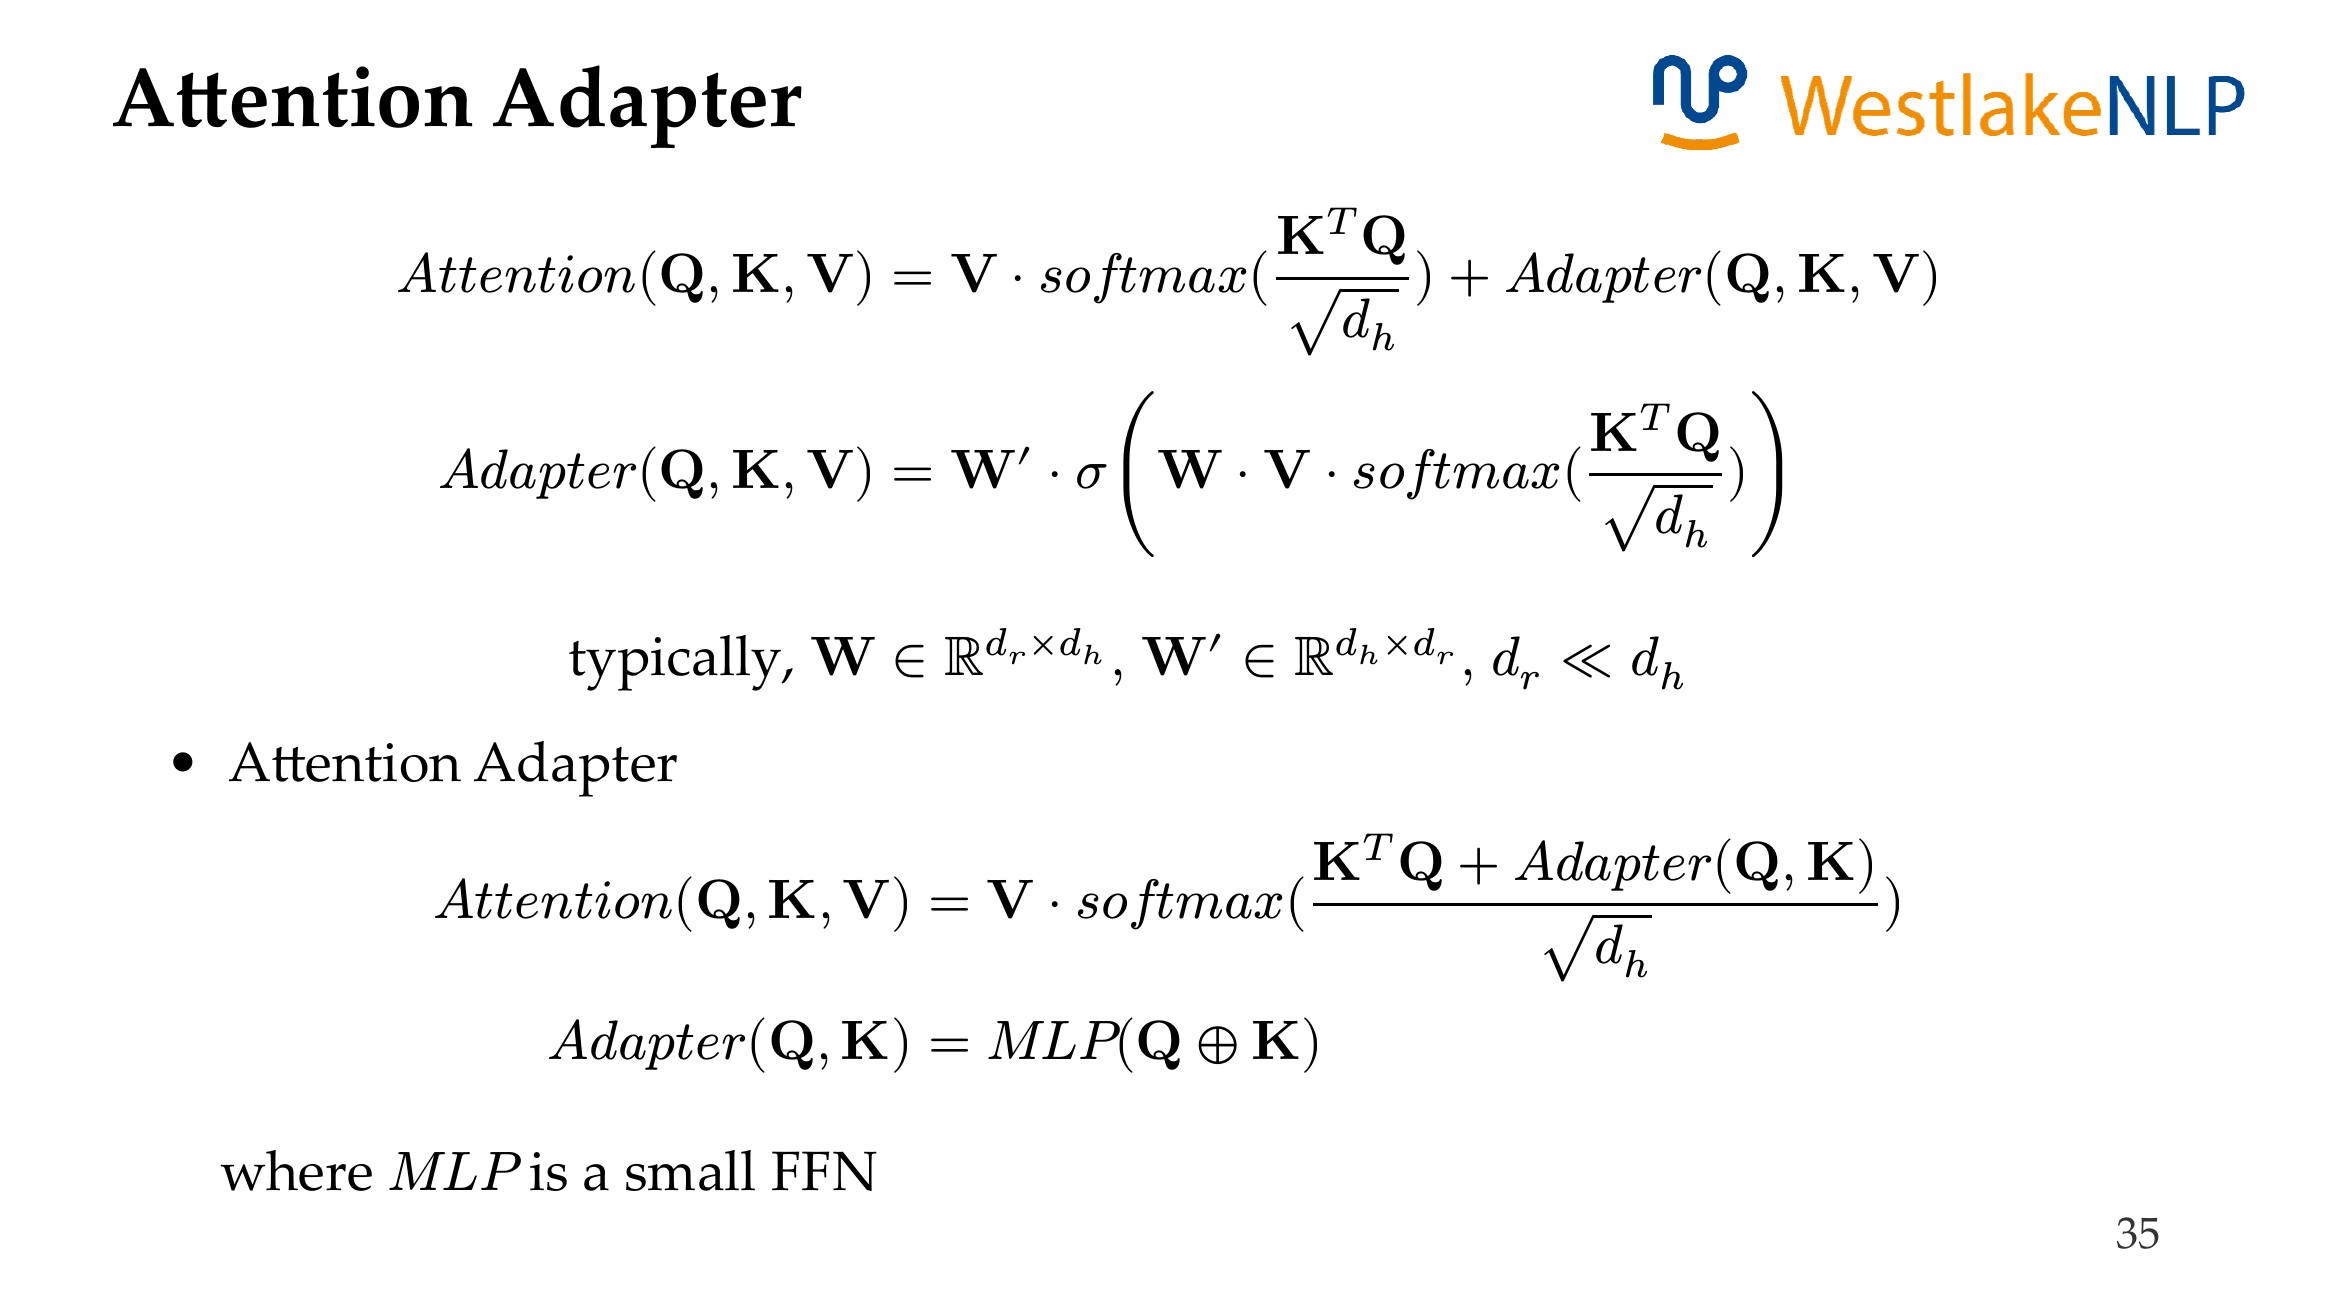 Attention Adapter
WestlakeNLP
Attention(Q, K, V) = V · softmax(K^T Q / √d_h) + Adapter(Q, K, V)
Adapter(Q, K, V) = W′ · σ(W · V · softmax(K^T Q / √d_h))
typically, W ∈ ℝ^{d_r×d_h}, W′ ∈ ℝ^{d_h×d_r}, d_r ≪ d_h
• Attention Adapter
Attention(Q, K, V) = V · softmax((K^T Q + Adapter(Q, K)) / √d_h)
Adapter(Q, K) = MLP(Q ⊕ K)
where MLP is a small FFN
35